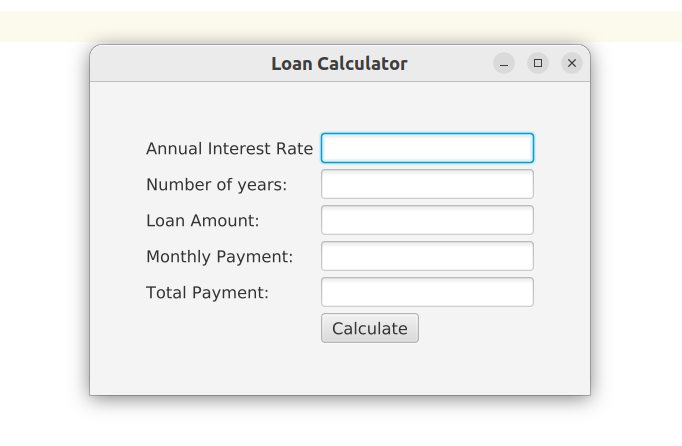 Loan Calculator
Annual Interest Rate
Number of years:
Loan Amount:
Monthly Payment:
Total Payment:
Calculate